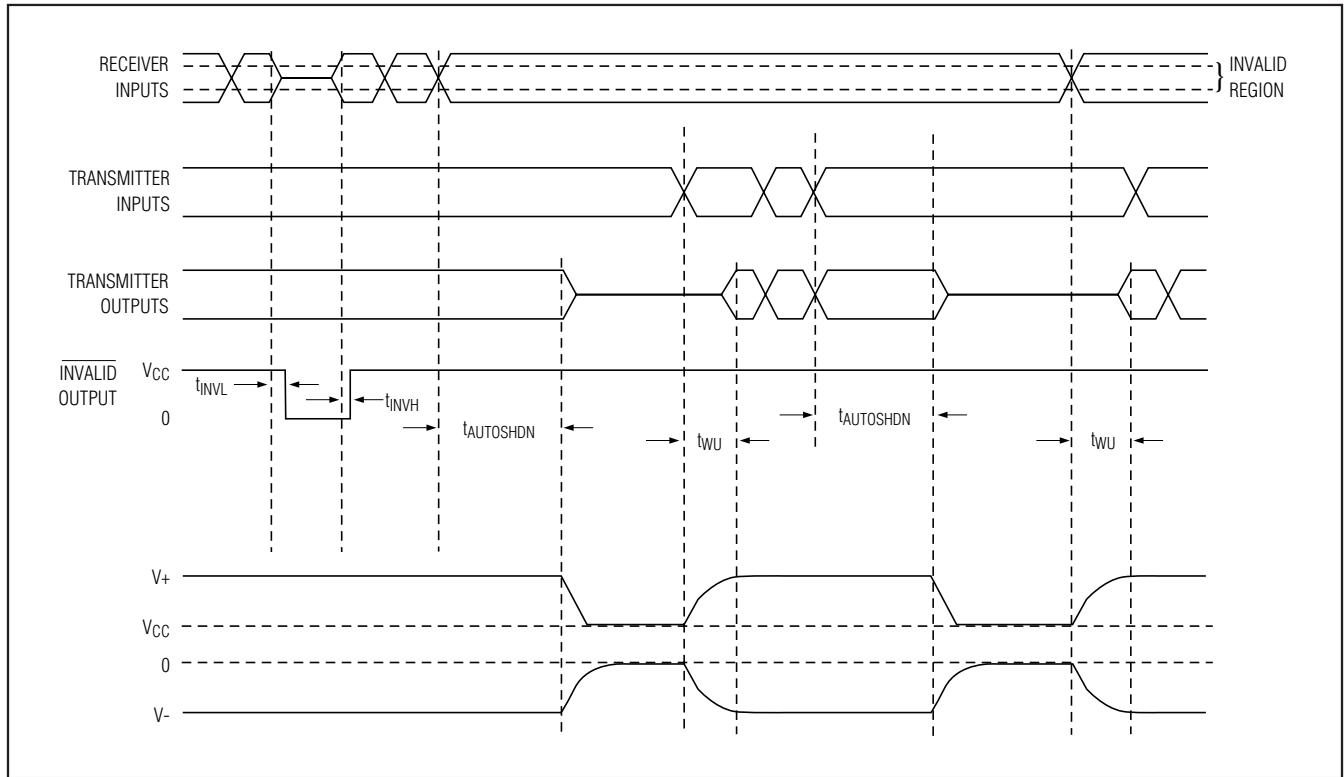 RECEIVER
INPUTS
} INVALID
REGION
TRANSMITTER
INPUTS
TRANSMITTER
OUTPUTS
INVALID
OUTPUT
VCC
0
tINVL
tINVH
tAUTOSHDN
tWU
tAUTOSHDN
tWU
V+
VCC
0
V-